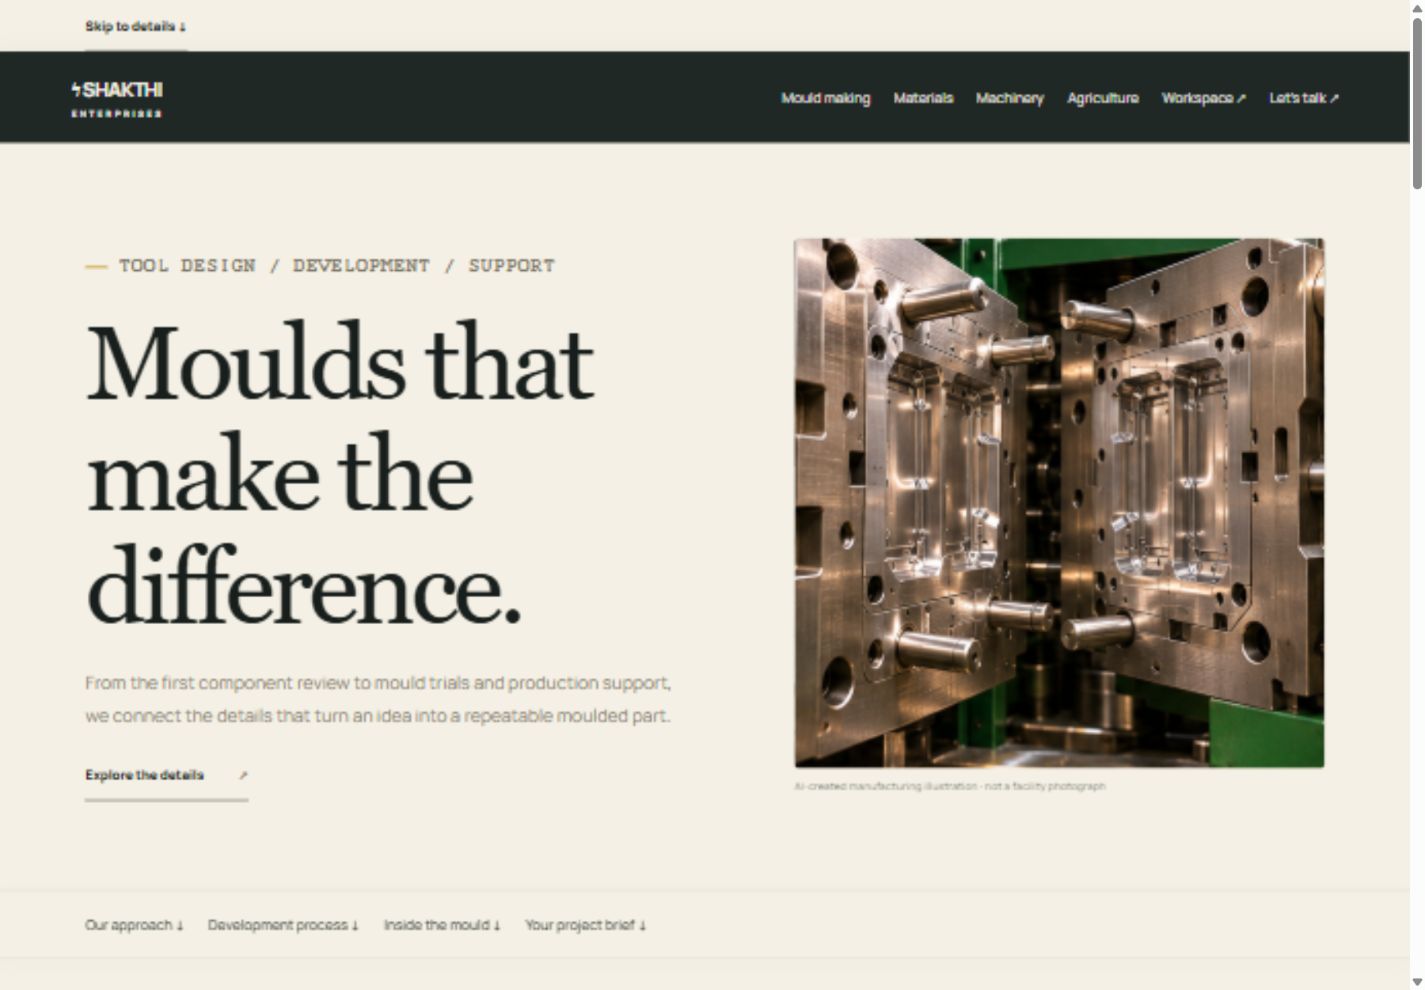 Skip to details ↓
ϟSHAKTHI
ENTERPRISES
Mould making Materials Machinery Agriculture Workspace ↗ Let's talk ↗
— TOOL DESIGN / DEVELOPMENT / SUPPORT
Moulds that
make the
difference.
From the first component review to mould trials and production support,
we connect the details that turn an idea into a repeatable moulded part.
Explore the details ↗
AI-created manufacturing illustration · not a facility photograph
Our approach ↓ Development process ↓ Inside the mould ↓ Your project brief ↓